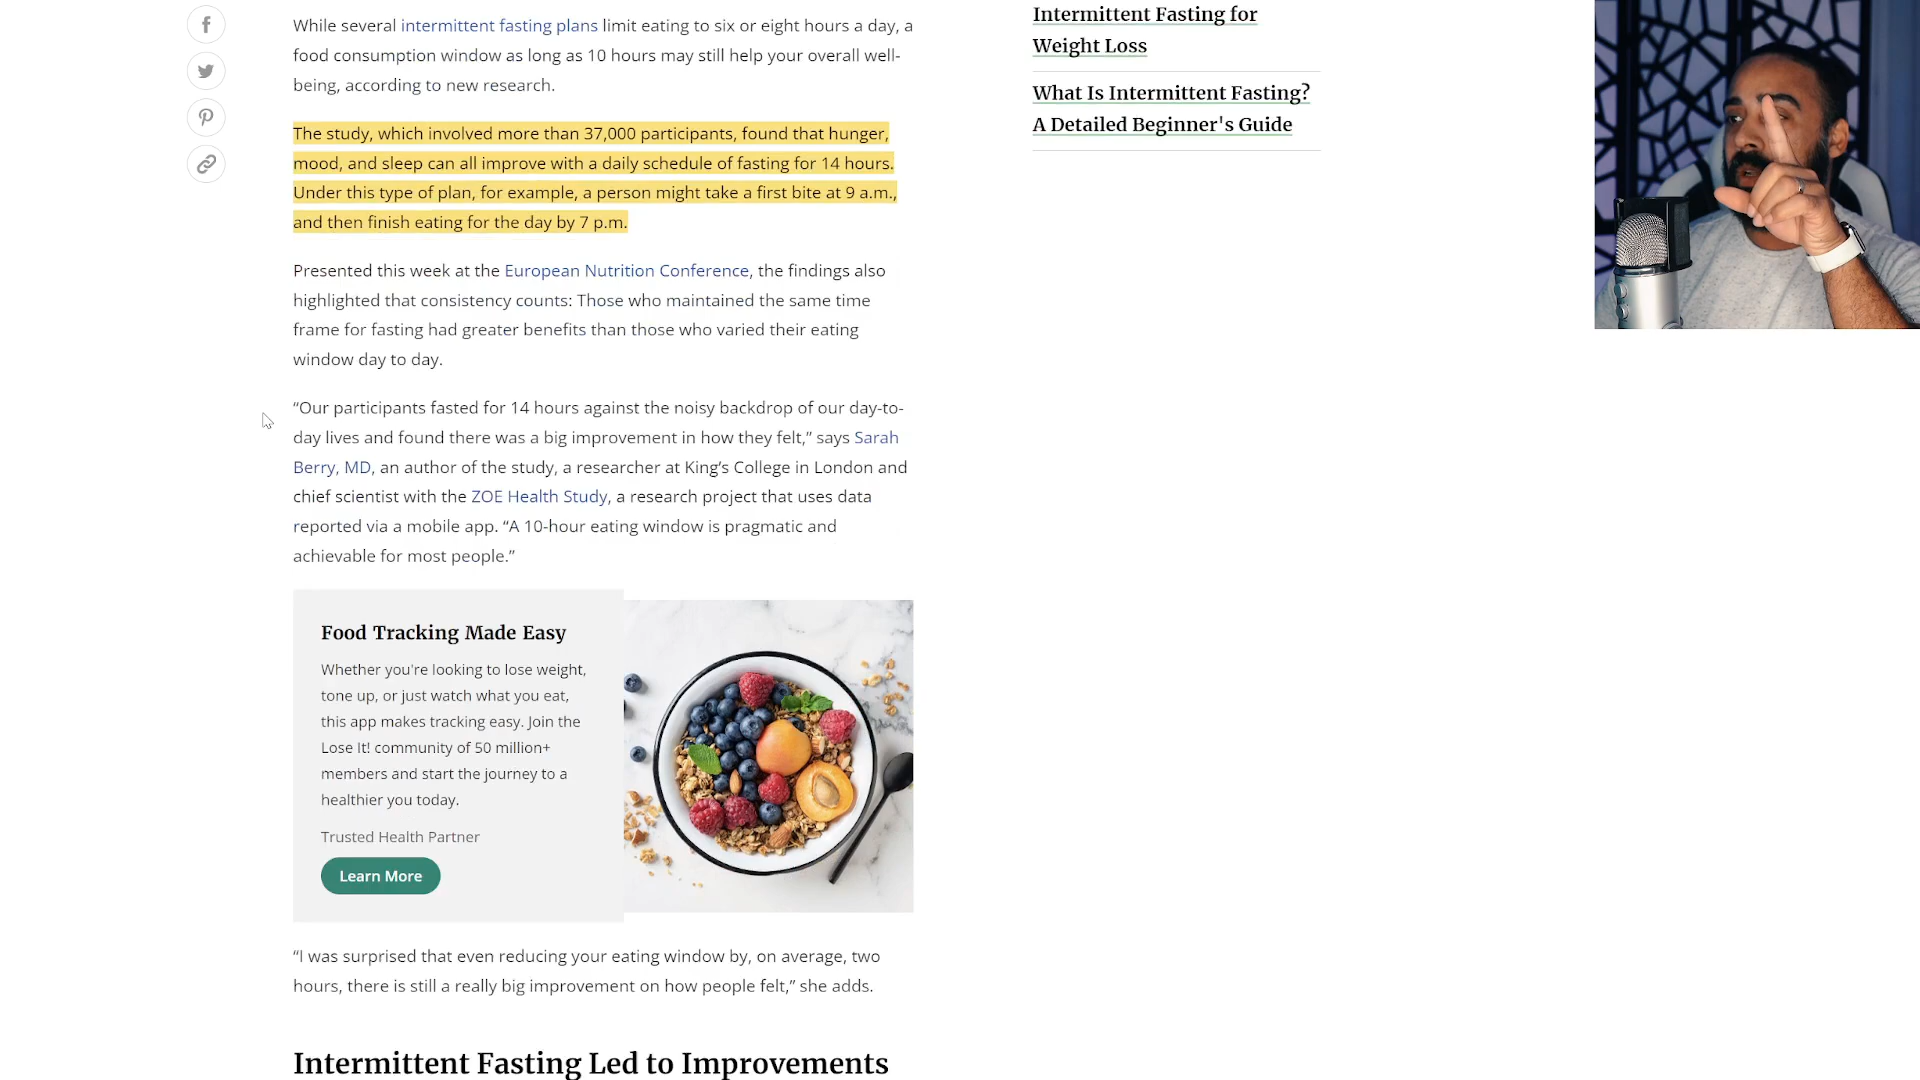 While several intermittent fasting plans limit eating to six or eight hours a day, a
food consumption window as long as 10 hours may still help your overall well-
being, according to new research.
The study, which involved more than 37,000 participants, found that hunger,
mood, and sleep can all improve with a daily schedule of fasting for 14 hours.
Under this type of plan, for example, a person might take a first bite at 9 a.m.,
and then finish eating for the day by 7 p.m.
Presented this week at the European Nutrition Conference, the findings also
highlighted that consistency counts: Those who maintained the same time
frame for fasting had greater benefits than those who varied their eating
window day to day.
“Our participants fasted for 14 hours against the noisy backdrop of our day-to-
day lives and found there was a big improvement in how they felt,” says Sarah
Berry, MD, an author of the study, a researcher at King’s College in London and
chief scientist with the ZOE Health Study, a research project that uses data
reported via a mobile app. “A 10-hour eating window is pragmatic and
achievable for most people.”
Food Tracking Made Easy
Whether you're looking to lose weight,
tone up, or just watch what you eat,
this app makes tracking easy. Join the
Lose It! community of 50 million+
members and start the journey to a
healthier you today.
Trusted Health Partner
Learn More
“I was surprised that even reducing your eating window by, on average, two
hours, there is still a really big improvement on how people felt,” she adds.
Intermittent Fasting Led to Improvements
Intermittent Fasting for
Weight Loss
What Is Intermittent Fasting?
A Detailed Beginner's Guide